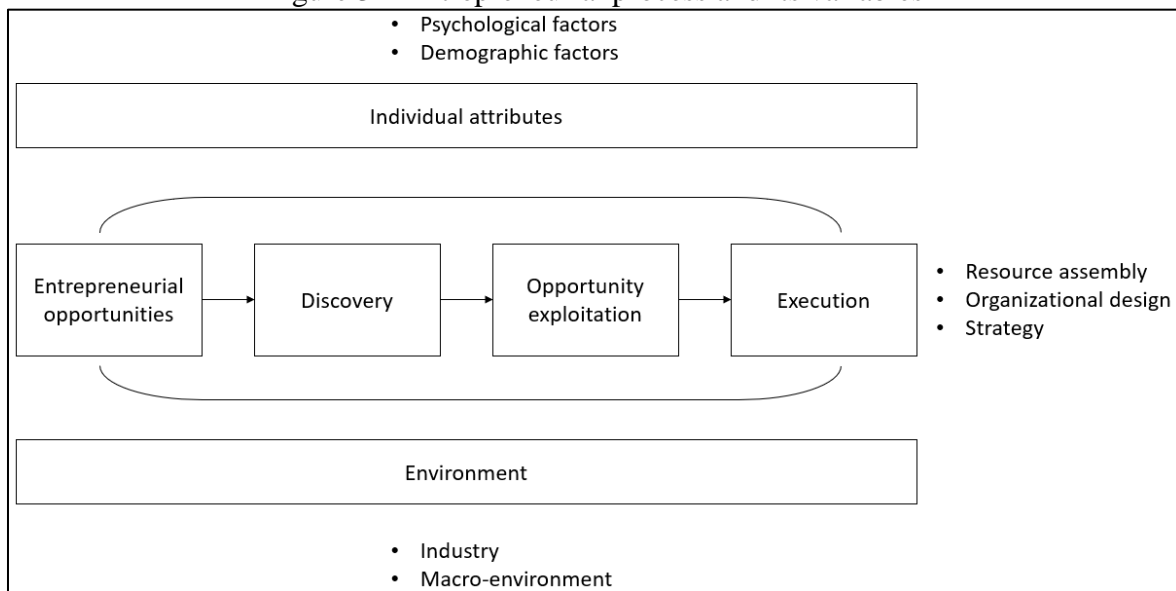 • Psychological factors
• Demographic factors
Individual attributes
Entrepreneurial
opportunities
Discovery
Opportunity
exploitation
Execution
• Resource assembly
• Organizational design
• Strategy
Environment
• Industry
• Macro-environment